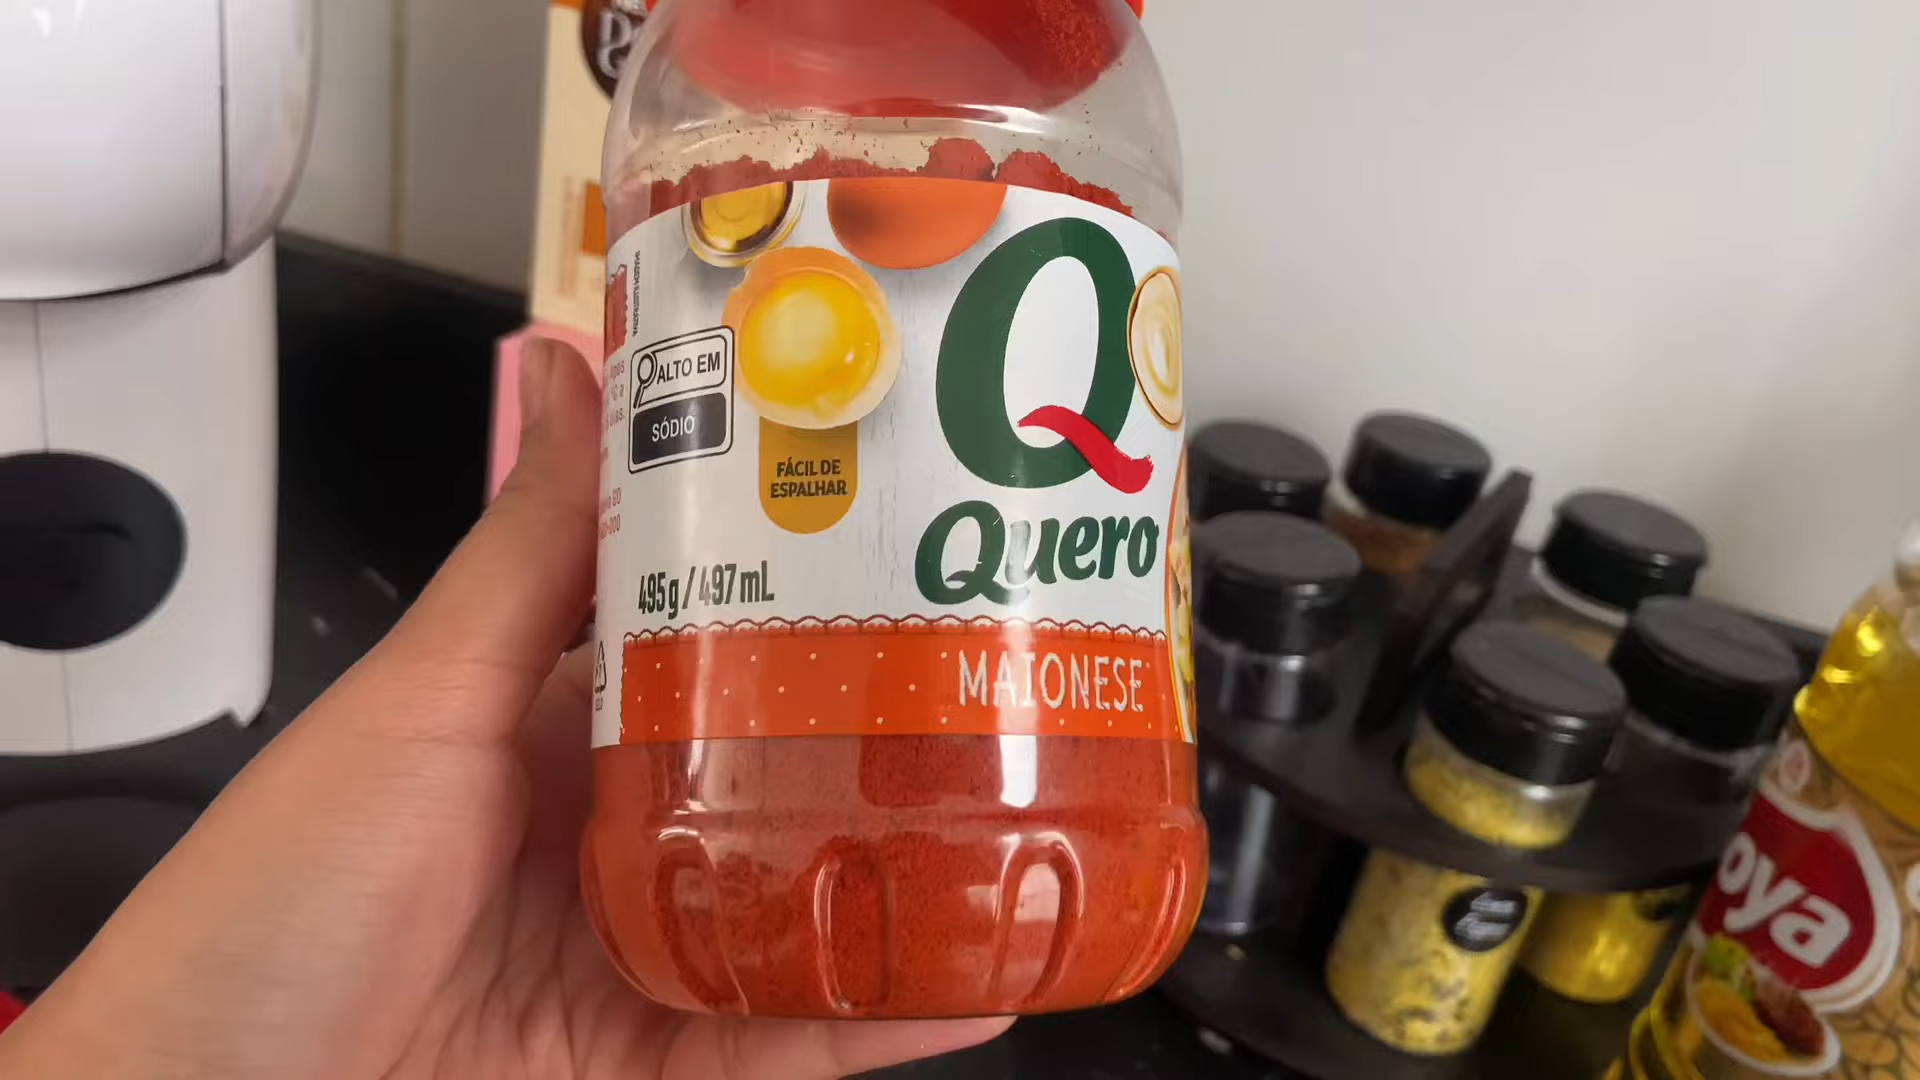 ALTO EM
SÓDIO
FÁCIL DE
ESPALHAR
Q
Quero
495g / 497mL
MAIONESE
oya